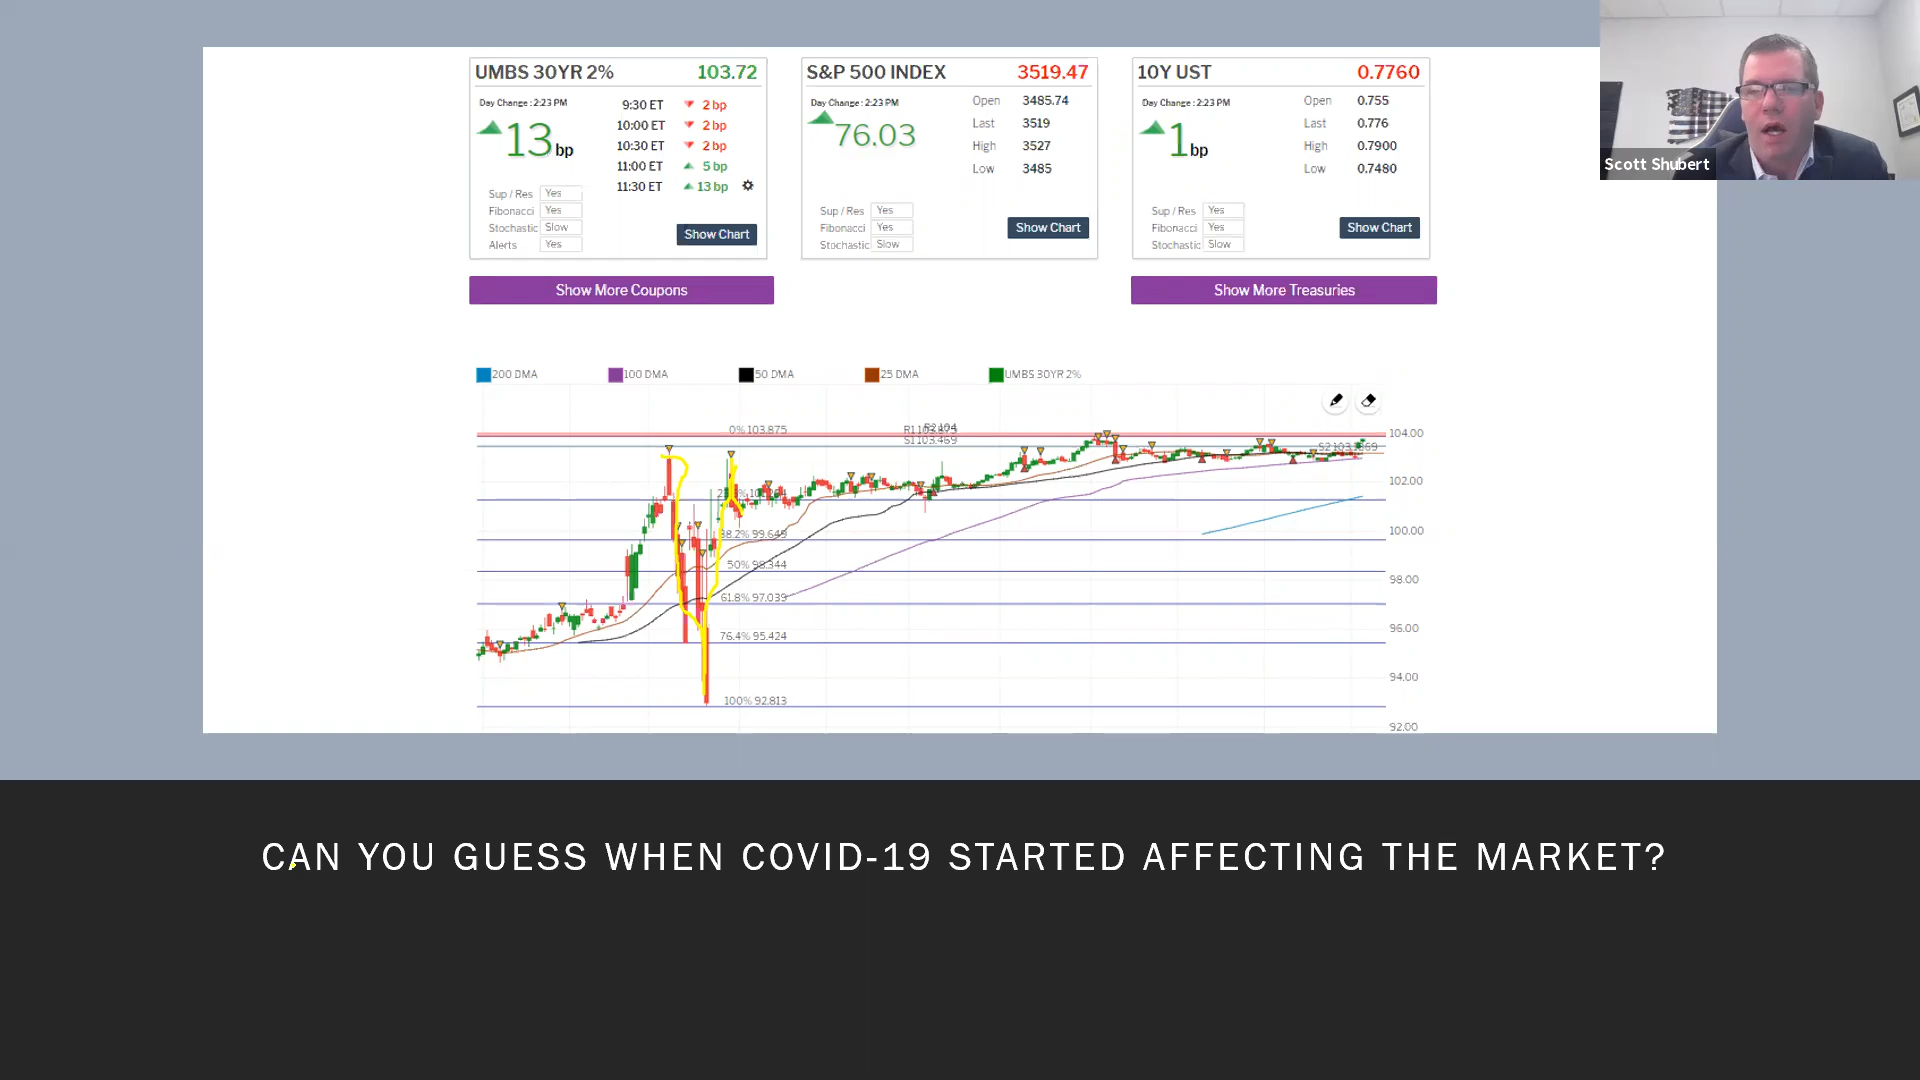 UMBS 30YR 2% 103.72
Day Change : 2:23 PM
13 bp
9:30 ET 2 bp
10:00 ET 2 bp
10:30 ET 2 bp
11:00 ET 5 bp
11:30 ET 13 bp
Sup / Res Yes
Fibonacci Yes
Stochastic Slow
Alerts Yes
Show Chart
S&P 500 INDEX 3519.47
Day Change : 2:23 PM
76.03
Open 3485.74
Last 3519
High 3527
Low 3485
Sup / Res Yes
Fibonacci Yes
Stochastic Slow
Show Chart
10Y UST 0.7760
Day Change : 2:23 PM
1 bp
Open 0.755
Last 0.776
High 0.7900
Low 0.7480
Sup / Res Yes
Fibonacci Yes
Stochastic Slow
Show Chart
Scott Shubert
Show More Coupons
Show More Treasuries
200 DMA 100 DMA 50 DMA 25 DMA UMBS 30YR 2%
0% 103.875
S1 103.469
38.2% 99.649
50% 98.344
61.8% 97.039
76.4% 95.424
100% 92.813
104.00
102.00
100.00
98.00
96.00
94.00
92.00
CAN YOU GUESS WHEN COVID-19 STARTED AFFECTING THE MARKET?